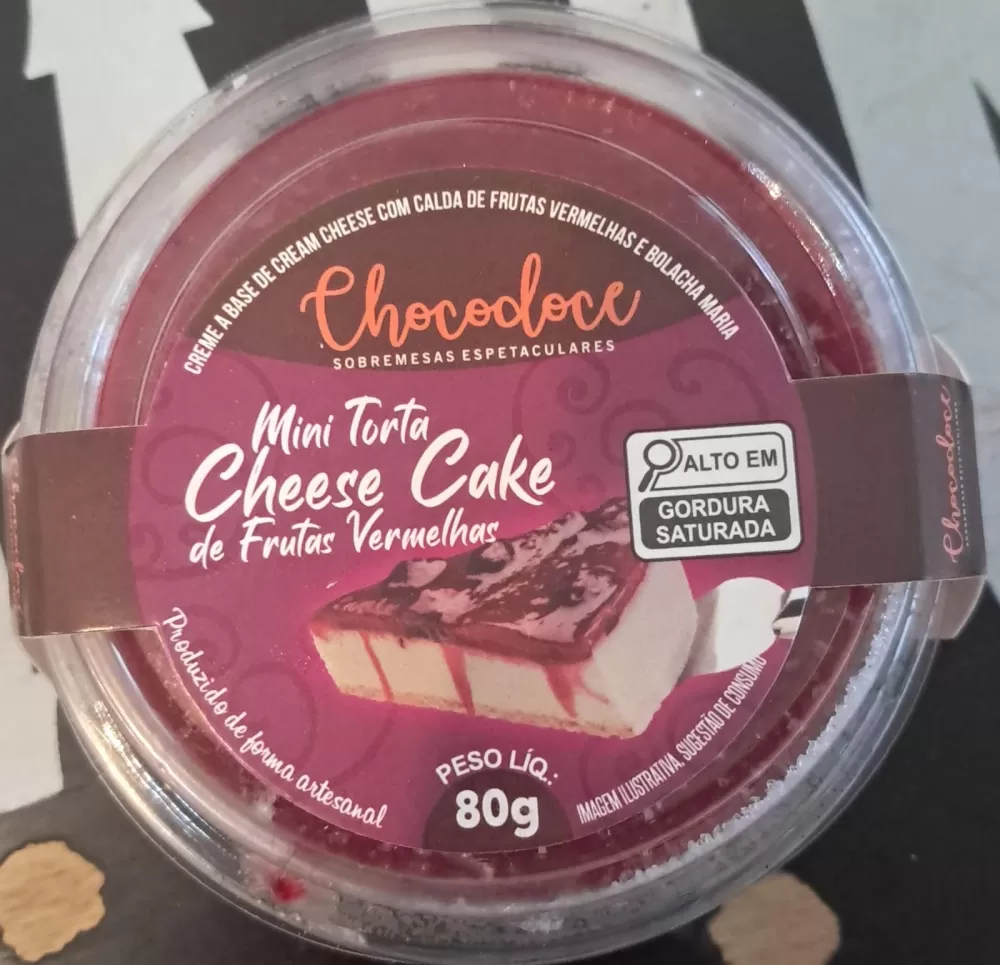 CREME A BASE DE CREAM CHEESE COM CALDA DE FRUTAS VERMELHAS E BOLACHA MARIA
Chocodoce
SOBREMESAS ESPETACULARES
Mini Torta
Cheese Cake
de Frutas Vermelhas
ALTO EM
GORDURA
SATURADA
Produzido de forma artesanal
PESO LÍQ.:
80g
IMAGEM ILUSTRATIVA. SUGESTÃO DE CONSUMO
Chocodoce